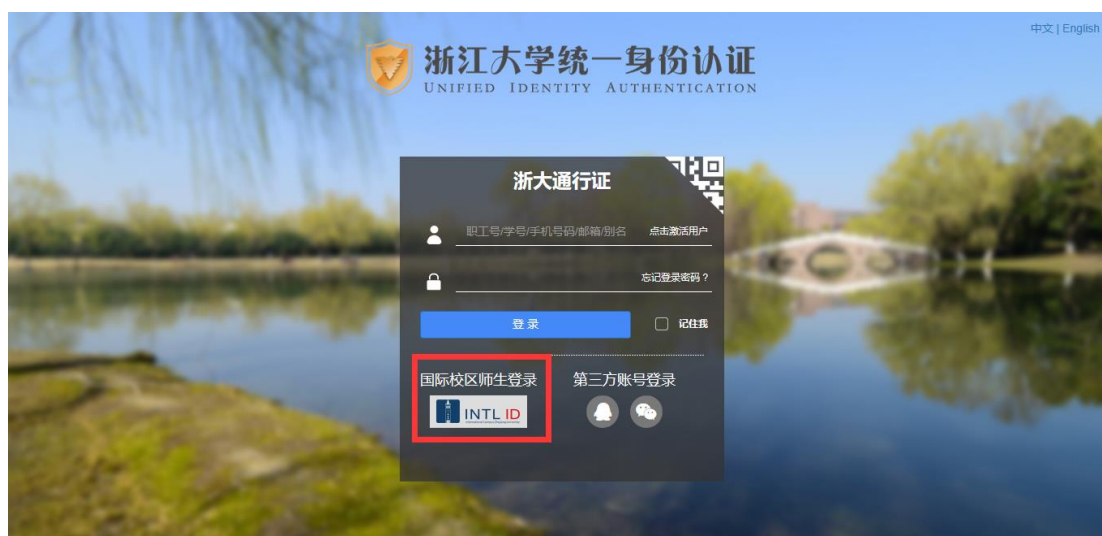 中文 | English
浙江大学统一身份认证
UNIFIED IDENTITY AUTHENTICATION
浙大通行证
职工号/学号/手机号码/邮箱/别名 点击激活用户
忘记登录密码？
登录 记住我
国际校区师生登录 第三方账号登录
INTL ID